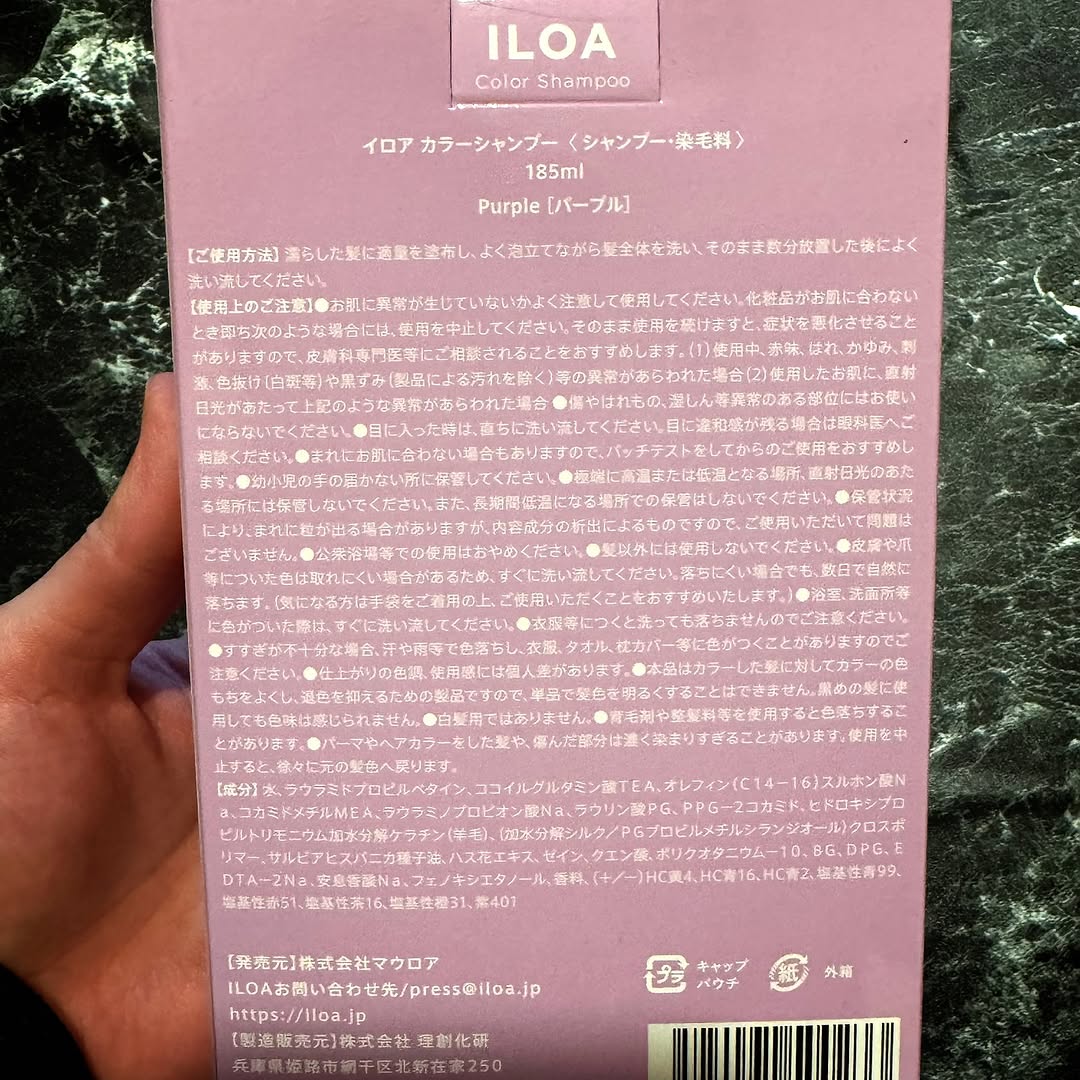 ILOA
Color Shampoo
イロア カラーシャンプー〈シャンプー・染毛料〉
185ml
Purple [パープル]
【ご使用方法】濡らした髪に適量を塗布し、よく泡立てながら髪全体を洗い、そのまま数分放置した後によく
洗い流してください。
【使用上のご注意】●お肌に異常が生じていないかよく注意して使用してください。化粧品がお肌に合わない
とき即ち次のような場合には、使用を中止してください。そのまま使用を続けますと、症状を悪化させること
がありますので、皮膚科専門医等にご相談されることをおすすめします。(1)使用中、赤味、はれ、かゆみ、刺
激、色抜け(白斑等)や黒ずみ(製品による汚れを除く)等の異常があらわれた場合(2)使用したお肌に、直射
日光があたって上記のような異常があらわれた場合 ●傷やはれもの、湿しん等異常のある部位にはお使い
にならないでください。●目に入った時は、直ちに洗い流してください。目に違和感が残る場合は眼科医へご
相談ください。●まれにお肌に合わない場合もありますので、パッチテストをしてからのご使用をおすすめし
ます。●幼小児の手の届かない所に保管してください。●極端に高温または低温となる場所、直射日光のあた
る場所には保管しないでください。また、長期間低温になる場所での保管はしないでください。●保管状況
により、まれに粒が出る場合がありますが、内容成分の析出によるものですので、ご使用いただいて問題は
ございません。●公衆浴場等での使用はおやめください。●髪以外には使用しないでください。●皮膚や爪
等についた色は取れにくい場合があるため、すぐに洗い流してください。落ちにくい場合でも、数日で自然に
落ちます。(気になる方は手袋をご着用の上、ご使用いただくことをおすすめいたします。)●浴室、洗面所等
に色がついた際は、すぐに洗い流してください。●衣服等につくと洗っても落ちませんのでご注意ください。
●すすぎが不十分な場合、汗や雨等で色落ちし、衣服、タオル、枕カバー等に色がつくことがありますのでご
注意ください。●仕上がりの色調、使用感には個人差があります。●本品はカラーした髪に対してカラーの色
もちをよくし、退色を抑えるための製品ですので、単品で髪色を明るくすることはできません。黒めの髪に使
用しても色味は感じられません。●白髪用ではありません。●育毛剤や整髪料等を使用すると色落ちするこ
とがあります。●パーマやヘアカラーをした髪や、傷んだ部分は濃く染まりすぎることがあります。使用を中
止すると、徐々に元の髪色へ戻ります。
【成分】水、ラウラミドプロピルベタイン、ココイルグルタミン酸TEA、オレフィン(C14-16)スルホン酸N
a、コカミドメチルMEA、ラウラミノプロピオン酸Na、ラウリン酸PG、PPG-2コカミド、ヒドロキシプロ
ピルトリモニウム加水分解ケラチン(羊毛)、(加水分解シルク/PGプロピルメチルシランジオール)クロスポ
リマー、サルビアヒスパニカ種子油、ハス花エキス、ゼイン、クエン酸、ポリクオタニウム-10、BG、DPG、E
DTA-2Na、安息香酸Na、フェノキシエタノール、香料、(+/-)HC黄4、HC青16、HC青2、塩基性青99、
塩基性赤51、塩基性茶16、塩基性橙31、紫401
【発売元】株式会社マウロア
ILOAお問い合わせ先/press@iloa.jp
https://iloa.jp
【製造販売元】株式会社 理創化研
兵庫県姫路市網干区北新在家250
プラ
キャップ
パウチ
紙
外箱